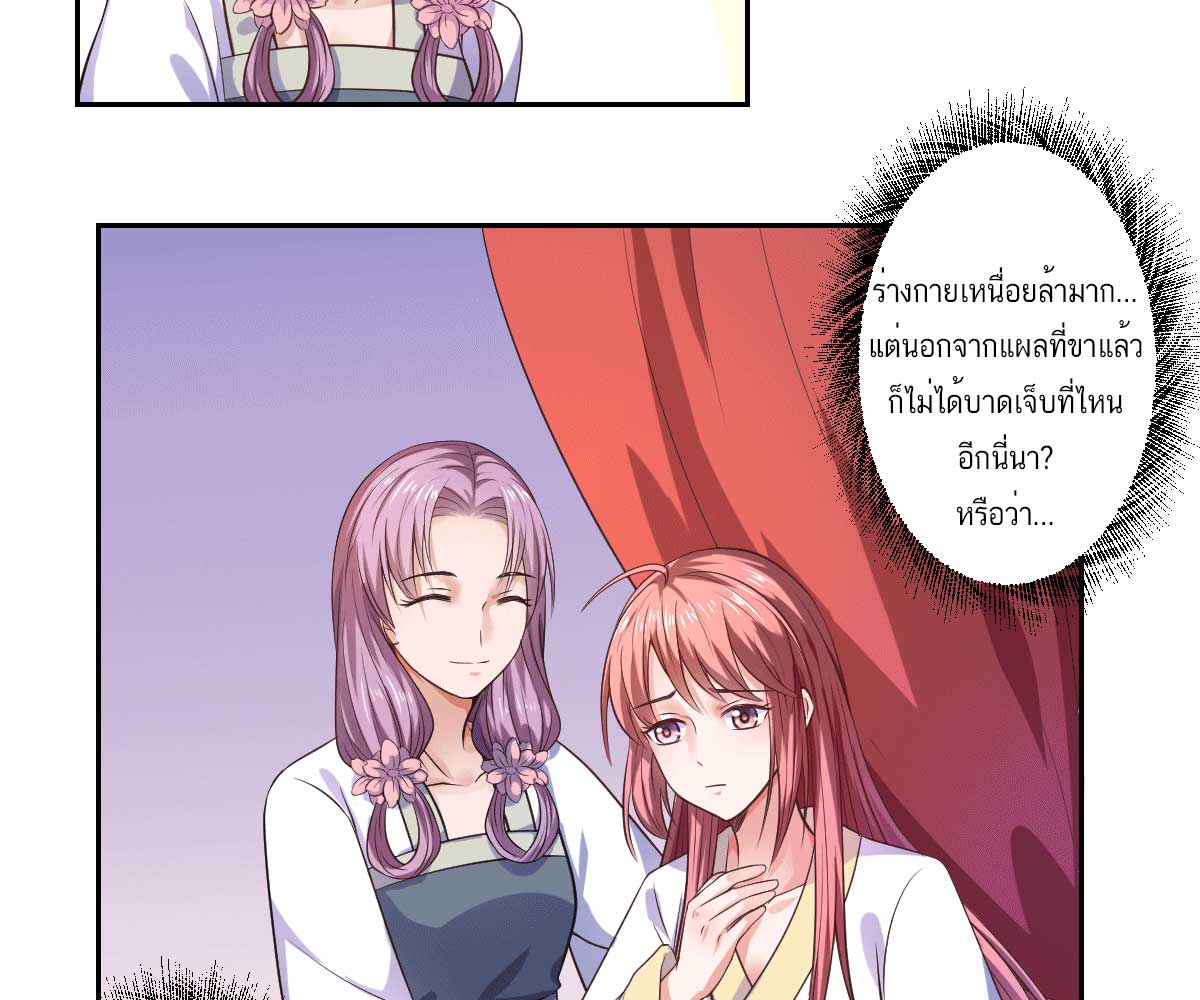 ร่างกายเหนื่อยล้ามาก...
แต่นอกจากแผลที่ขาแล้ว
ก็ไม่ได้บาดเจ็บที่ไหน
อีกนี่นา?
หรือว่า...